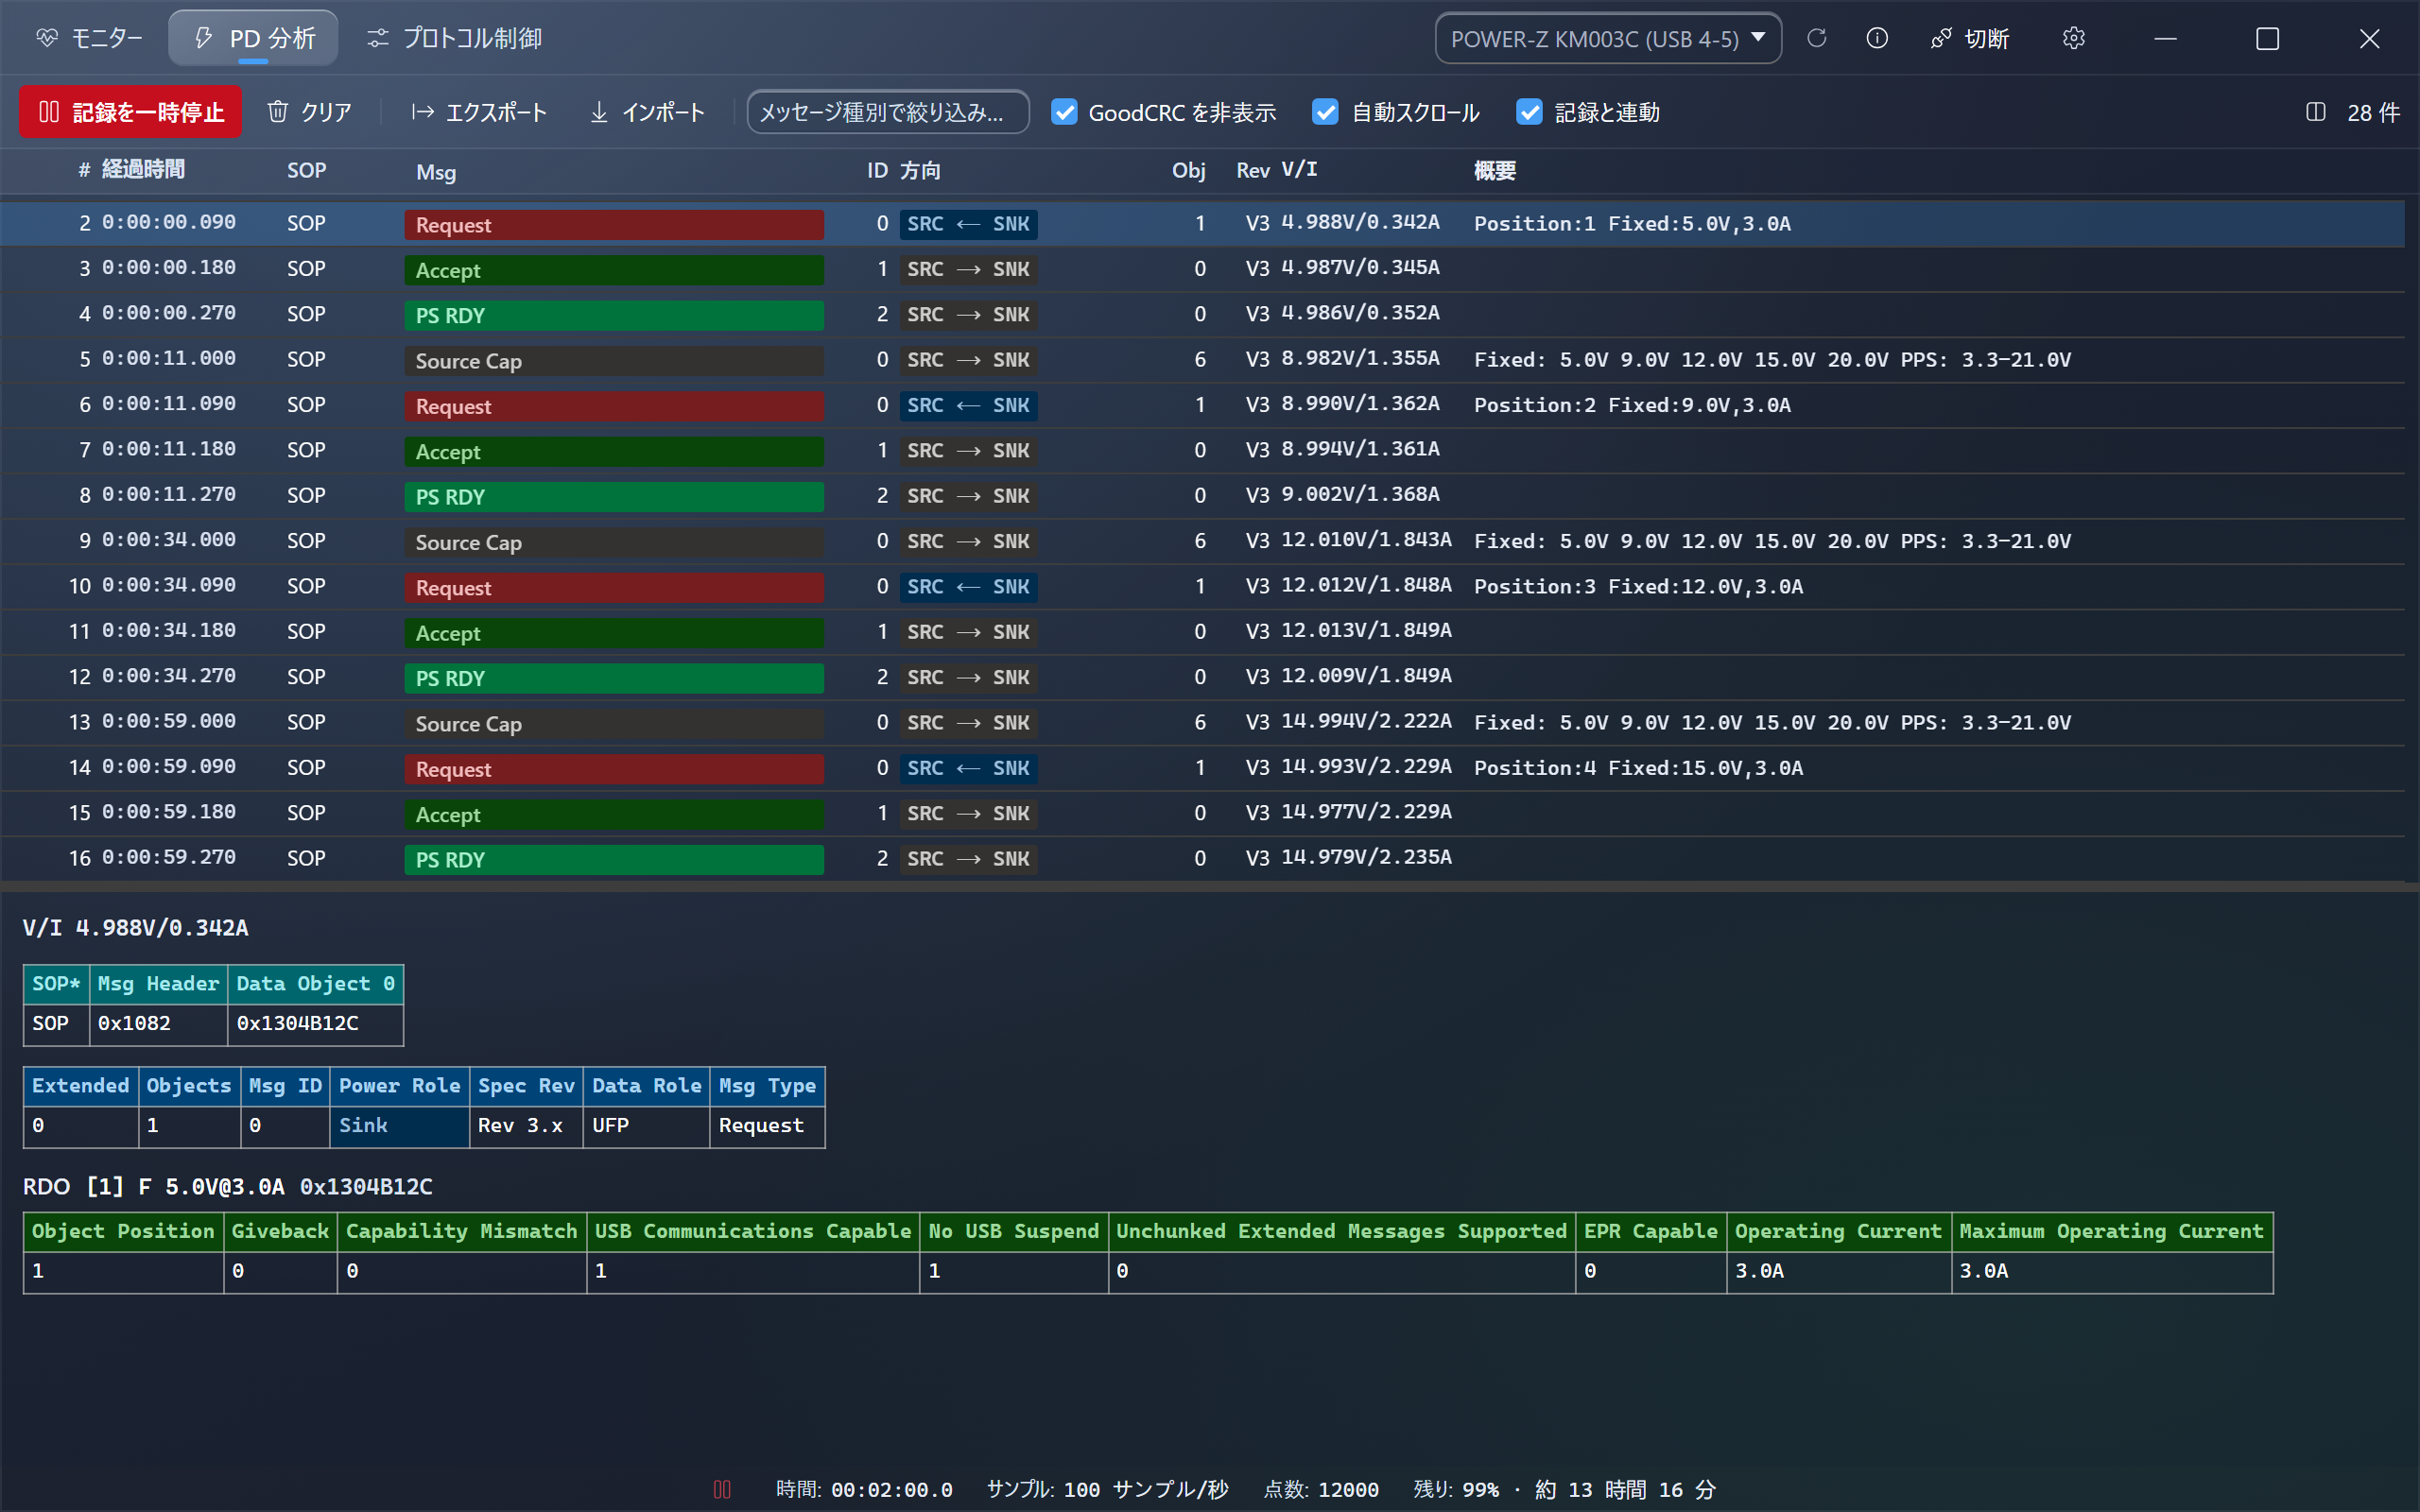 モニター PD 分析 プロトコル制御 POWER-Z KM003C (USB 4-5) 切断
記録を一時停止 クリア エクスポート インポート メッセージ種別で絞り込み... GoodCRC を非表示 自動スクロール 記録と連動 28 件
# 経過時間 SOP Msg ID 方向 Obj Rev V/I 概要
2 0:00:00.090 SOP Request 0 SRC ← SNK 1 V3 4.988V/0.342A Position:1 Fixed:5.0V,3.0A
3 0:00:00.180 SOP Accept 1 SRC → SNK 0 V3 4.987V/0.345A
4 0:00:00.270 SOP PS RDY 2 SRC → SNK 0 V3 4.986V/0.352A
5 0:00:11.000 SOP Source Cap 0 SRC → SNK 6 V3 8.982V/1.355A Fixed: 5.0V 9.0V 12.0V 15.0V 20.0V PPS: 3.3-21.0V
6 0:00:11.090 SOP Request 0 SRC ← SNK 1 V3 8.990V/1.362A Position:2 Fixed:9.0V,3.0A
7 0:00:11.180 SOP Accept 1 SRC → SNK 0 V3 8.994V/1.361A
8 0:00:11.270 SOP PS RDY 2 SRC → SNK 0 V3 9.002V/1.368A
9 0:00:34.000 SOP Source Cap 0 SRC → SNK 6 V3 12.010V/1.843A Fixed: 5.0V 9.0V 12.0V 15.0V 20.0V PPS: 3.3-21.0V
10 0:00:34.090 SOP Request 0 SRC ← SNK 1 V3 12.012V/1.848A Position:3 Fixed:12.0V,3.0A
11 0:00:34.180 SOP Accept 1 SRC → SNK 0 V3 12.013V/1.849A
12 0:00:34.270 SOP PS RDY 2 SRC → SNK 0 V3 12.009V/1.849A
13 0:00:59.000 SOP Source Cap 0 SRC → SNK 6 V3 14.994V/2.222A Fixed: 5.0V 9.0V 12.0V 15.0V 20.0V PPS: 3.3-21.0V
14 0:00:59.090 SOP Request 0 SRC ← SNK 1 V3 14.993V/2.229A Position:4 Fixed:15.0V,3.0A
15 0:00:59.180 SOP Accept 1 SRC → SNK 0 V3 14.977V/2.229A
16 0:00:59.270 SOP PS RDY 2 SRC → SNK 0 V3 14.979V/2.235A
V/I 4.988V/0.342A
SOP* Msg Header Data Object 0
SOP 0x1082 0x1304B12C
Extended Objects Msg ID Power Role Spec Rev Data Role Msg Type
0 1 0 Sink Rev 3.x UFP Request
RDO [1] F 5.0V@3.0A 0x1304B12C
Object Position Giveback Capability Mismatch USB Communications Capable No USB Suspend Unchunked Extended Messages Supported EPR Capable Operating Current Maximum Operating Current
1 0 0 1 1 0 0 3.0A 3.0A
時間: 00:02:00.0 サンプル: 100 サンプル/秒 点数: 12000 残り: 99% · 約 13 時間 16 分